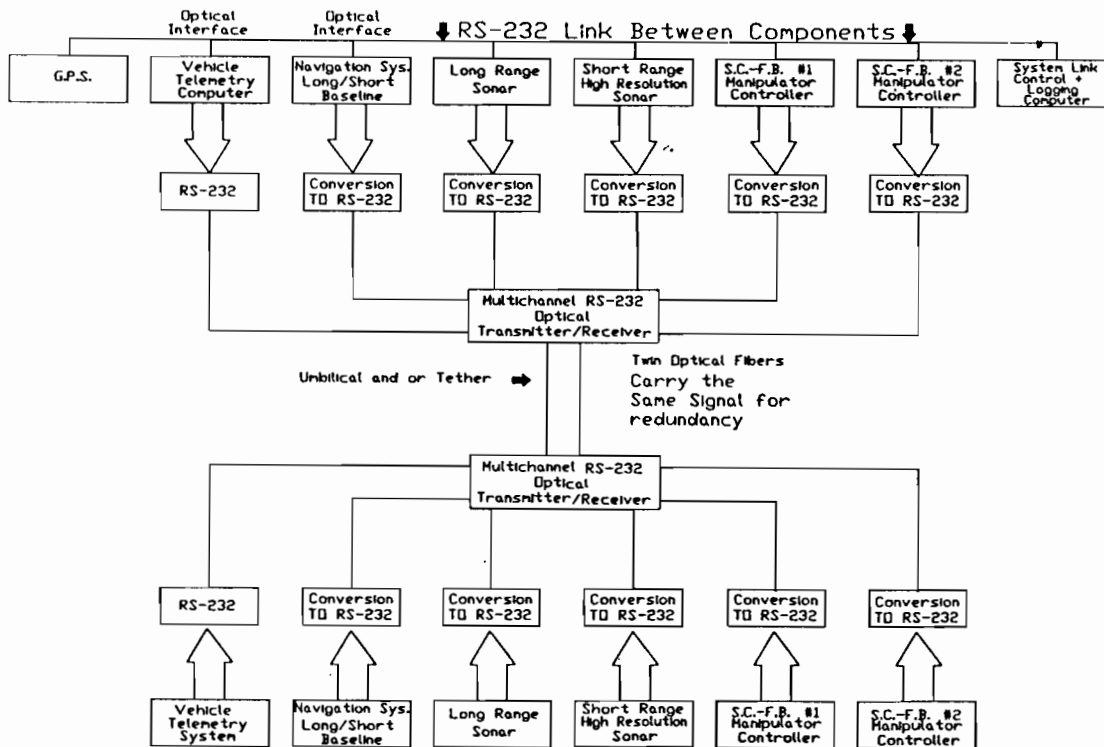 Optical
Interface
Optical
Interface
RS-232 Link Between Components
G.P.S.
Vehicle
Telemetry
Computer
Navigation Sys.
Long/Short
Baseline
Long Range
Sonar
Short Range
High Resolution
Sonar
S.C.-F.B. #1
Manipulator
Controller
S.C.-F.B. #2
Manipulator
Controller
System Link
Control +
Logging
Computer
RS-232
Conversion
TO RS-232
Conversion
TO RS-232
Conversion
TO RS-232
Conversion
TO RS-232
Conversion
TO RS-232
Multichannel RS-232
Optical
Transmitter/Receiver
Umbilical and or Tether
Twin Optical Fibers
Carry the
Same Signal for
redundancy
Multichannel RS-232
Optical
Transmitter/Receiver
RS-232
Conversion
TO RS-232
Conversion
TO RS-232
Conversion
TO RS-232
Conversion
TO RS-232
Conversion
TO RS-232
Vehicle
Telemetry
System
Navigation Sys.
Long/Short
Baseline
Long Range
Sonar
Short Range
High Resolution
Sonar
S.C.-F.B. #1
Manipulator
Controller
S.C.-F.B. #2
Manipulator
Controller